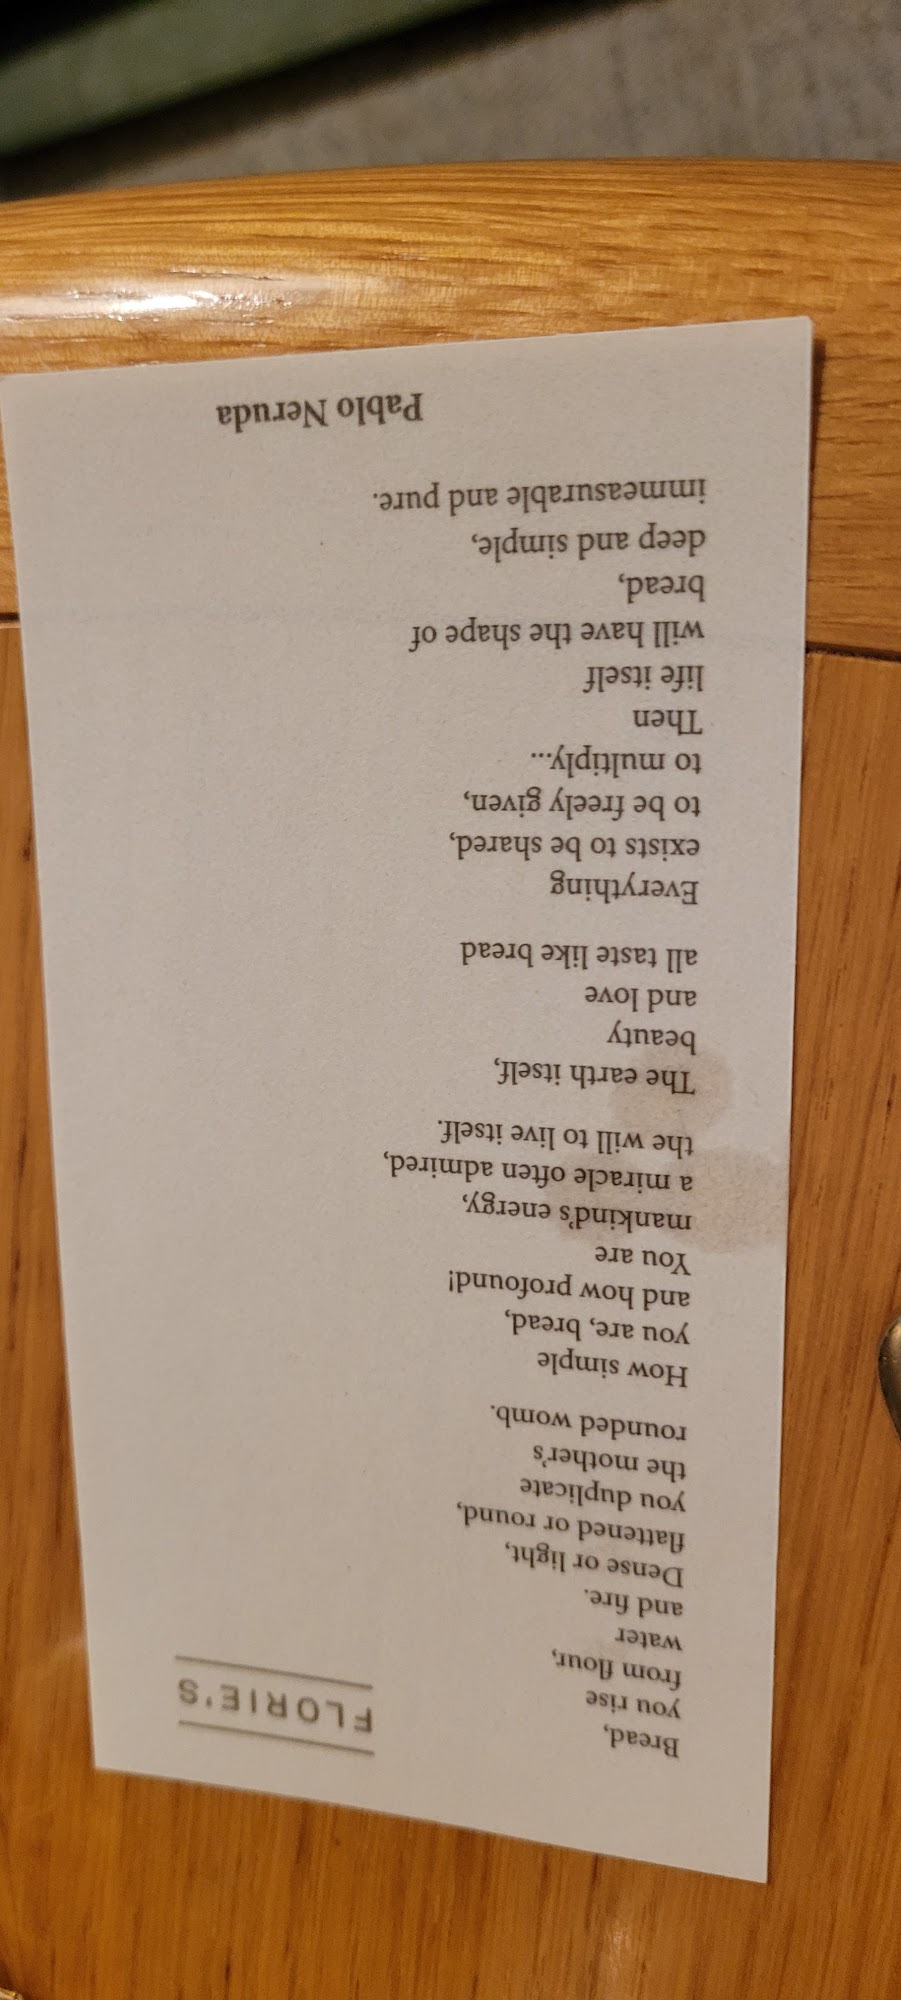 FLORIE'S
Bread,
you rise
from flour,
water
and fire.
Dense or light,
flattened or round,
you duplicate
the mother's
rounded womb.
How simple
you are, bread,
and how profound!
You are
mankind's energy,
a miracle often admired,
the will to live itself.
The earth itself,
beauty
and love
all taste like bread
Everything
exists to be shared,
to be freely given,
to multiply...
Then
life itself
will have the shape of
bread,
deep and simple,
immeasurable and pure.
Pablo Neruda